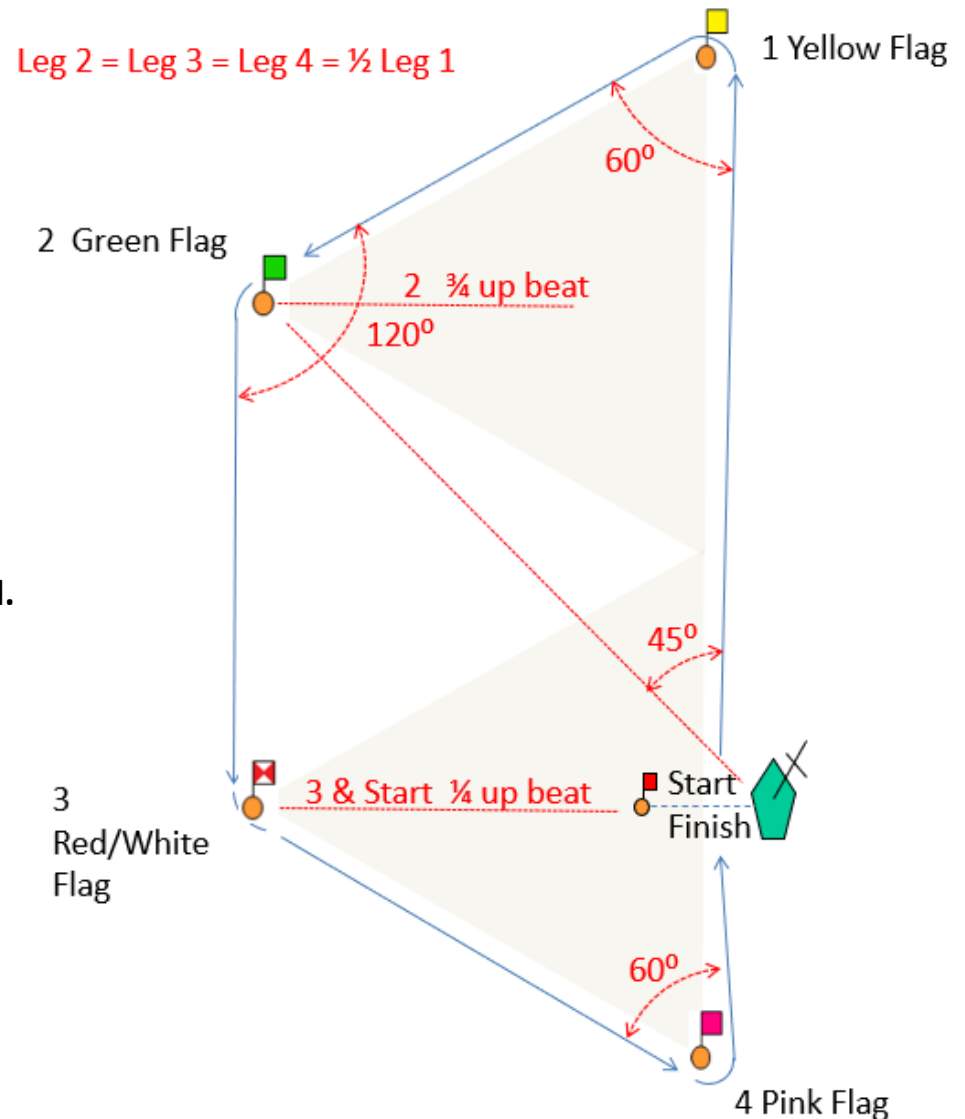 Leg 2 = Leg 3 = Leg 4 = ½ Leg 1
1 Yellow Flag
60⁰
2 Green Flag
2 ¾ up beat
120⁰
45⁰
3
Red/White
Flag
3 & Start ¼ up beat
Start
Finish
60⁰
4 Pink Flag